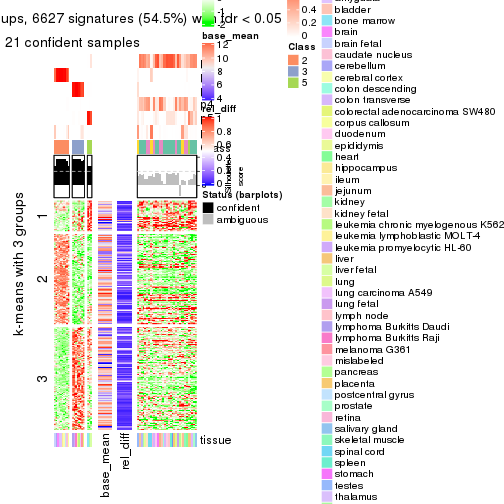 ups, 6627 signatures (54.5%) with fdr < 0.05
21 confident samples
k-means with 3 groups
1
2
3
base_mean
rel_diff
tissue
-2
base_mean
12
10
8
6
4
rel_diff
1
0.8
0.6
0.4
0.2
0
Silhouette
score
Status (barplots)
confident
ambiguous
0.4
0.2
0
Class
2
3
5
bladder
bone marrow
brain
brain fetal
caudate nucleus
cerebellum
cerebral cortex
colon descending
colon transverse
colorectal adenocarcinoma SW480
corpus callosum
duodenum
epididymis
heart
hippocampus
ileum
jejunum
kidney
kidney fetal
leukemia chronic myelogenous K562
leukemia lymphoblastic MOLT-4
leukemia promyelocytic HL-60
liver
liver fetal
lung
lung carcinoma A549
lung fetal
lymph node
lymphoma Burkitts Daudi
lymphoma Burkitts Raji
melanoma G361
mislabeled
pancreas
placenta
postcentral gyrus
prostate
retina
salivary gland
skeletal muscle
spinal cord
spleen
stomach
testes
thalamus